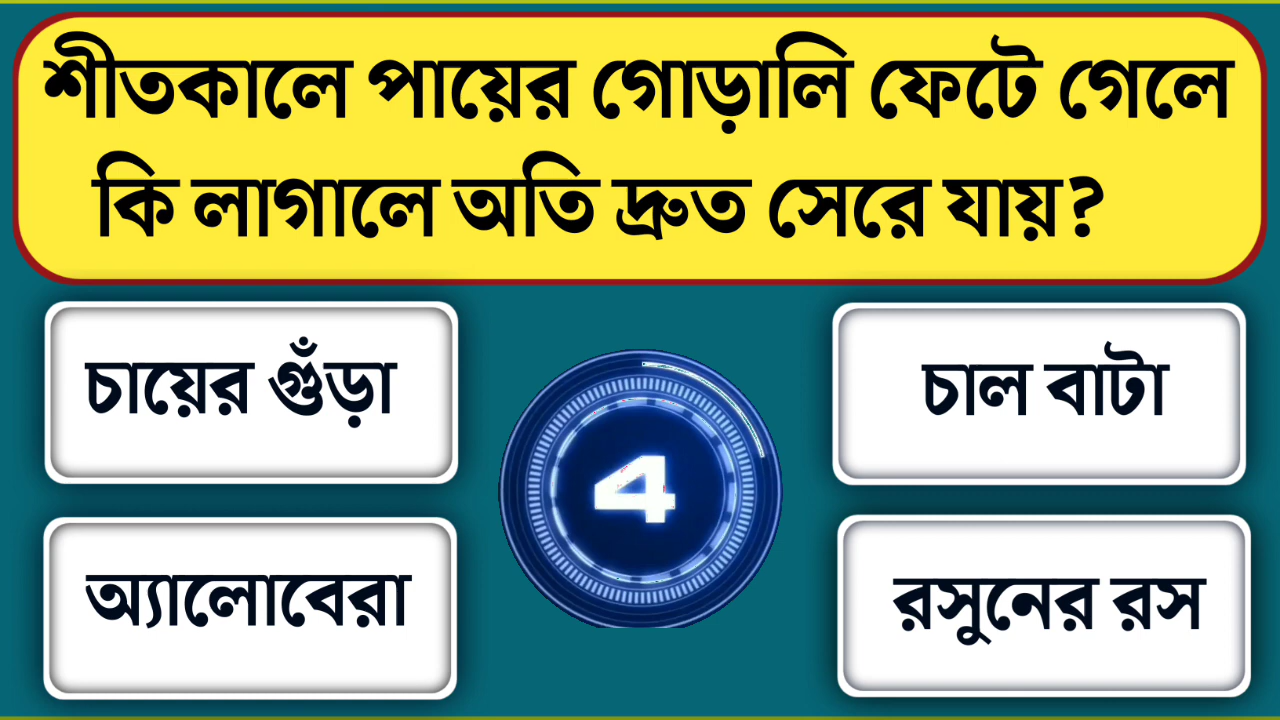 শীতকালে পায়ের গোড়ালি ফেটে গেলে
কি লাগালে অতি দ্রুত সেরে যায়?
চায়ের গুঁড়া
চাল বাটা
4
অ্যালোবেরা
রসুনের রস